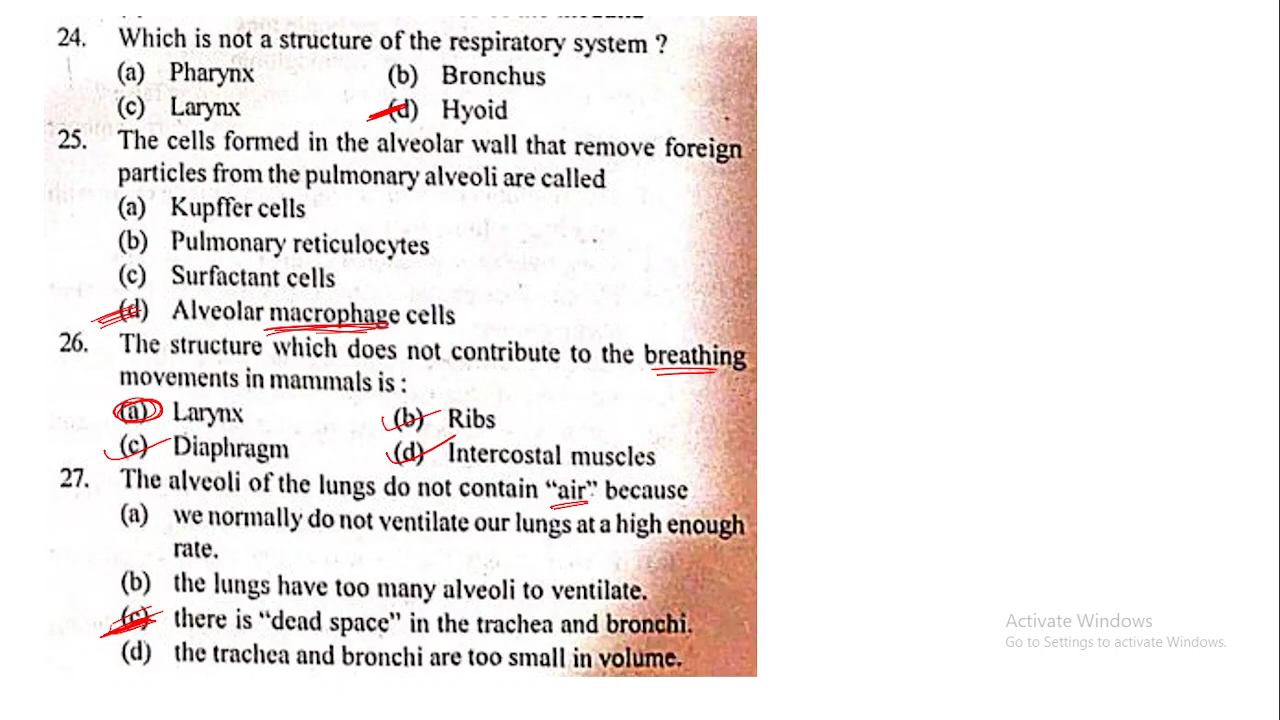 24. Which is not a structure of the respiratory system ?
(a) Pharynx (b) Bronchus
(c) Larynx (d) Hyoid
25. The cells formed in the alveolar wall that remove foreign
particles from the pulmonary alveoli are called
(a) Kupffer cells
(b) Pulmonary reticulocytes
(c) Surfactant cells
(d) Alveolar macrophage cells
26. The structure which does not contribute to the breathing
movements in mammals is :
(a) Larynx (b) Ribs
(c) Diaphragm (d) Intercostal muscles
27. The alveoli of the lungs do not contain “air” because
(a) we normally do not ventilate our lungs at a high enough
rate.
(b) the lungs have too many alveoli to ventilate.
(c) there is “dead space” in the trachea and bronchi.
(d) the trachea and bronchi are too small in volume.
Activate Windows
Go to Settings to activate Windows.